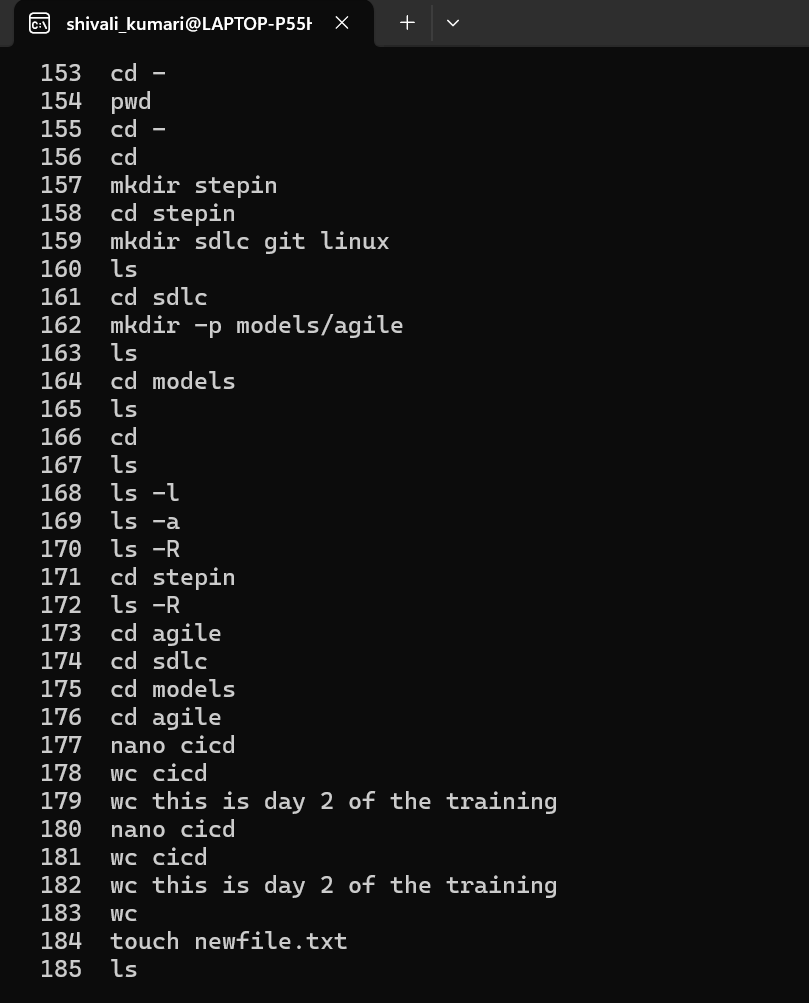 shivali_kumari@LAPTOP-P55H
153 cd -
154 pwd
155 cd -
156 cd
157 mkdir stepin
158 cd stepin
159 mkdir sdlc git linux
160 ls
161 cd sdlc
162 mkdir -p models/agile
163 ls
164 cd models
165 ls
166 cd
167 ls
168 ls -l
169 ls -a
170 ls -R
171 cd stepin
172 ls -R
173 cd agile
174 cd sdlc
175 cd models
176 cd agile
177 nano cicd
178 wc cicd
179 wc this is day 2 of the training
180 nano cicd
181 wc cicd
182 wc this is day 2 of the training
183 wc
184 touch newfile.txt
185 ls